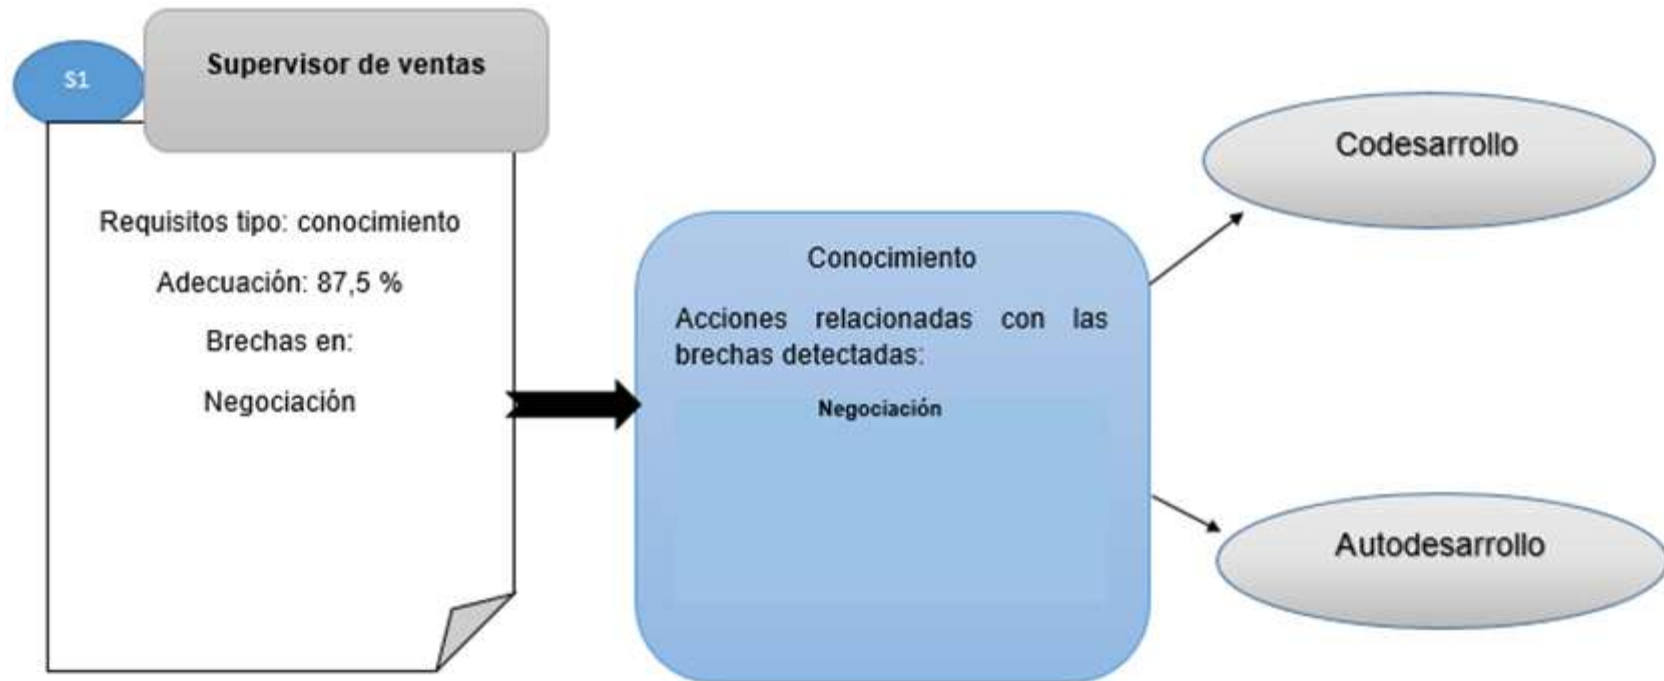 S1
Supervisor de ventas
Requisitos tipo: conocimiento
Adecuación: 87,5 %
Brechas en:
Negociación
Conocimiento
Acciones relacionadas con las
brechas detectadas:
Negociación
Codesarrollo
Autodesarrollo